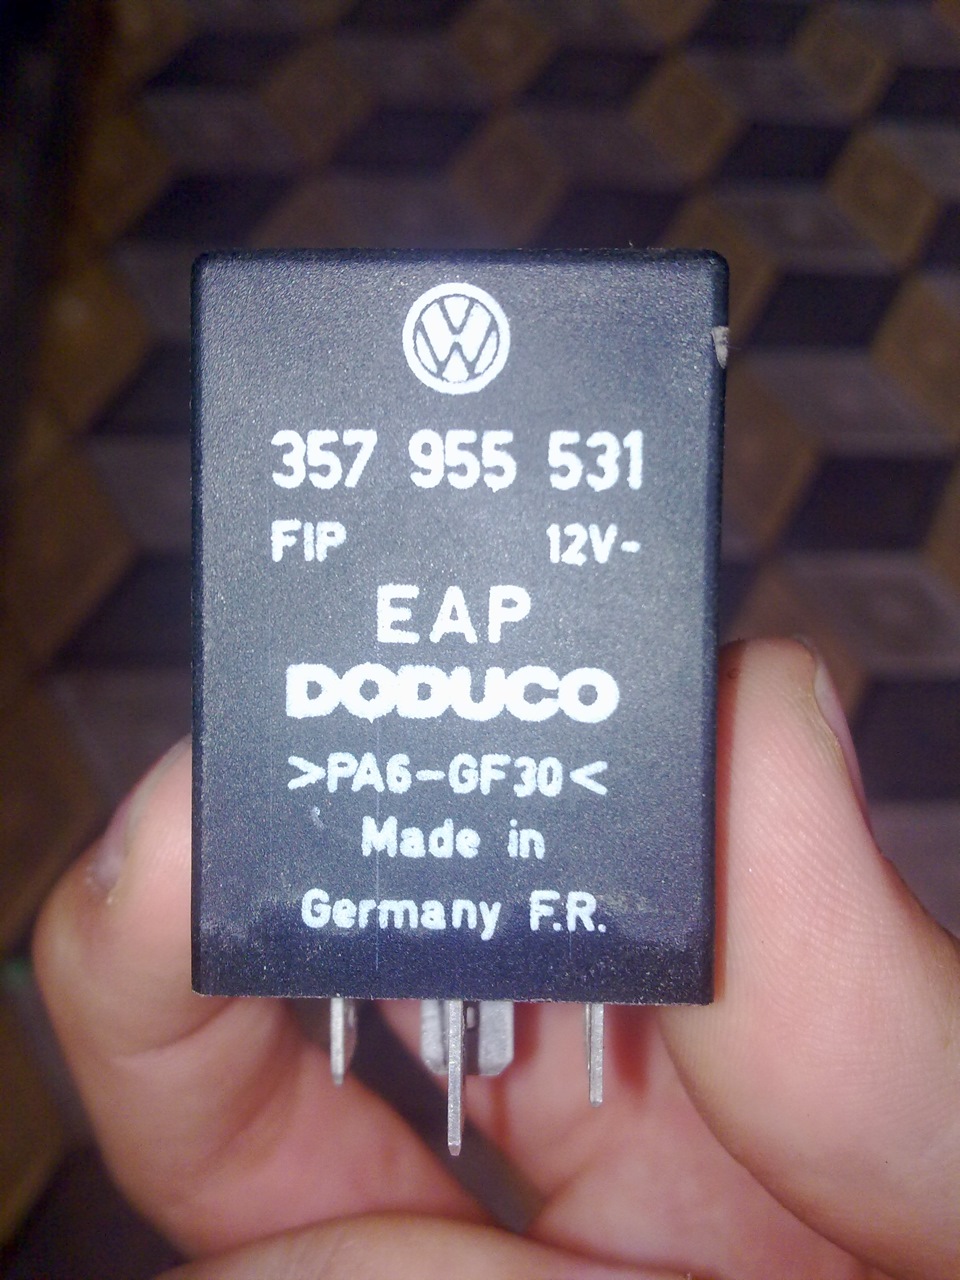 357 955 531
FIP 12V-
EAP
DODUCO
>PA6-GF30<
Made in
Germany F.R.